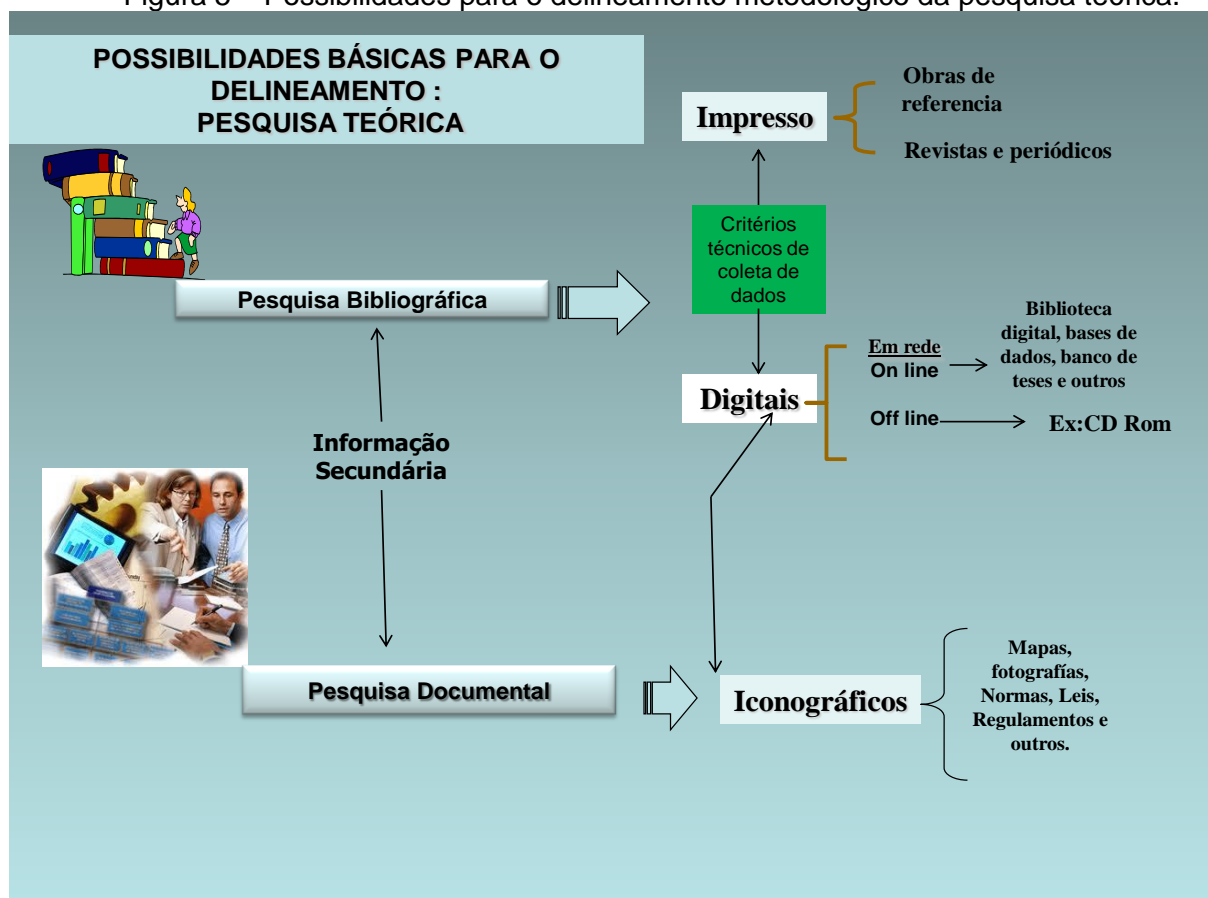 Figura 3 – Possibilidades para o delineamento metodológico da pesquisa teórica.
POSSIBILIDADES BÁSICAS PARA O
DELINEAMENTO :
PESQUISA TEÓRICA
Impresso
Obras de
referencia
Revistas e periódicos
Critérios
técnicos de
coleta de
dados
Pesquisa Bibliográfica
Digitais
Em rede
On line
Biblioteca
digital, bases de
dados, banco de
teses e outros
Off line
Ex:CD Rom
Informação
Secundária
Pesquisa Documental
Iconográficos
Mapas,
fotografías,
Normas, Leis,
Regulamentos e
outros.